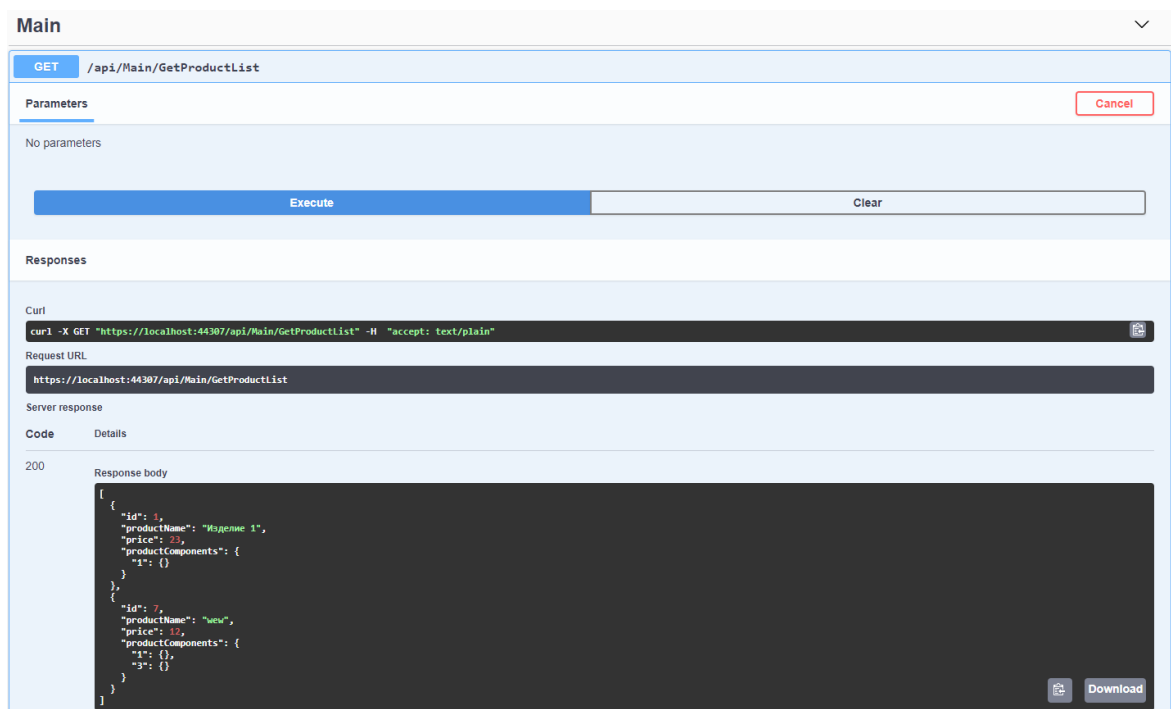 Main
GET /api/Main/GetProductList
Parameters
Cancel
No parameters
Execute
Clear
Responses
Curl
curl -X GET "https://localhost:44307/api/Main/GetProductList" -H  "accept: text/plain"
Request URL
https://localhost:44307/api/Main/GetProductList
Server response
Code Details
200
Response body
[
  {
    "id": 1,
    "productName": "Изделие 1",
    "price": 23,
    "productComponents": {
      "1": {}
    }
  },
  {
    "id": 7,
    "productName": "wew",
    "price": 12,
    "productComponents": {
      "1": {},
      "3": {}
    }
  }
]
Download